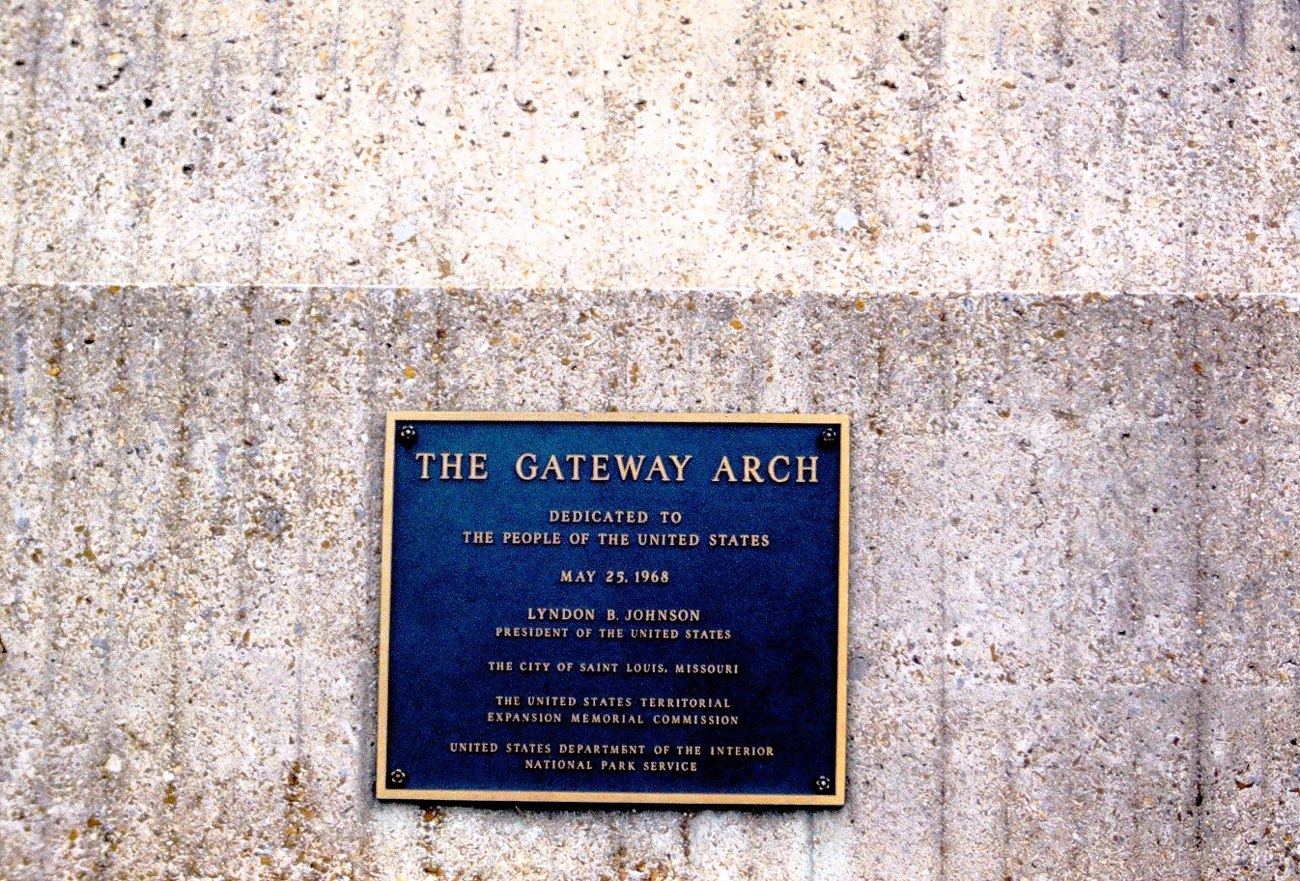 THE GATEWAY ARCH
DEDICATED TO
THE PEOPLE OF THE UNITED STATES
MAY 25, 1968
LYNDON B. JOHNSON
PRESIDENT OF THE UNITED STATES
THE CITY OF SAINT LOUIS, MISSOURI
THE UNITED STATES TERRITORIAL
EXPANSION MEMORIAL COMMISSION
UNITED STATES DEPARTMENT OF THE INTERIOR
NATIONAL PARK SERVICE